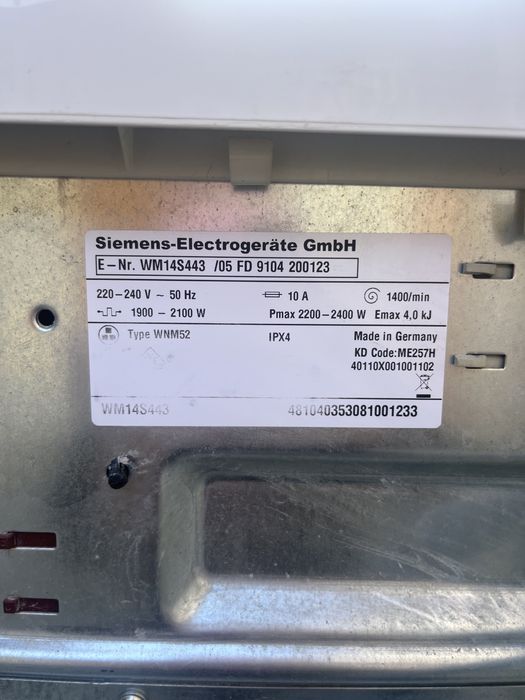 Siemens-Electrogeräte GmbH
E-Nr. WM14S443 /05 FD 9104 200123
220-240 V ~ 50 Hz 10 A 1400/min
1900 - 2100 W Pmax 2200-2400 W Emax 4,0 kJ
Type WNM52 IPX4 Made in Germany
KD Code:ME257H
40110X001001102
WM14S443 481040353081001233